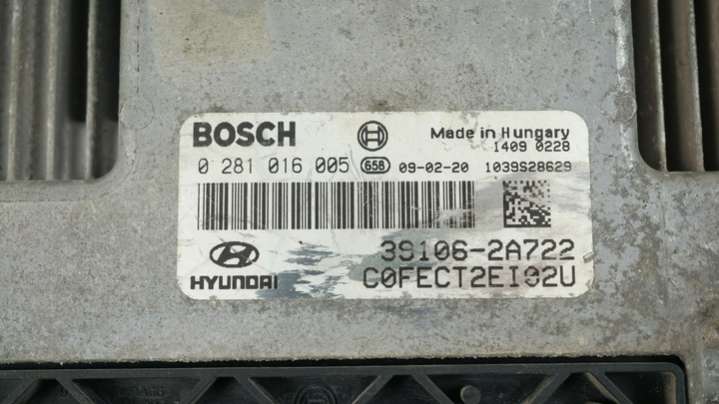 BOSCH
Made in Hungary
1409 0228
0 281 016 005 658 09-02-20 1039S28629
39106-2A722
HYUNDAI
C0FECT2EI02U